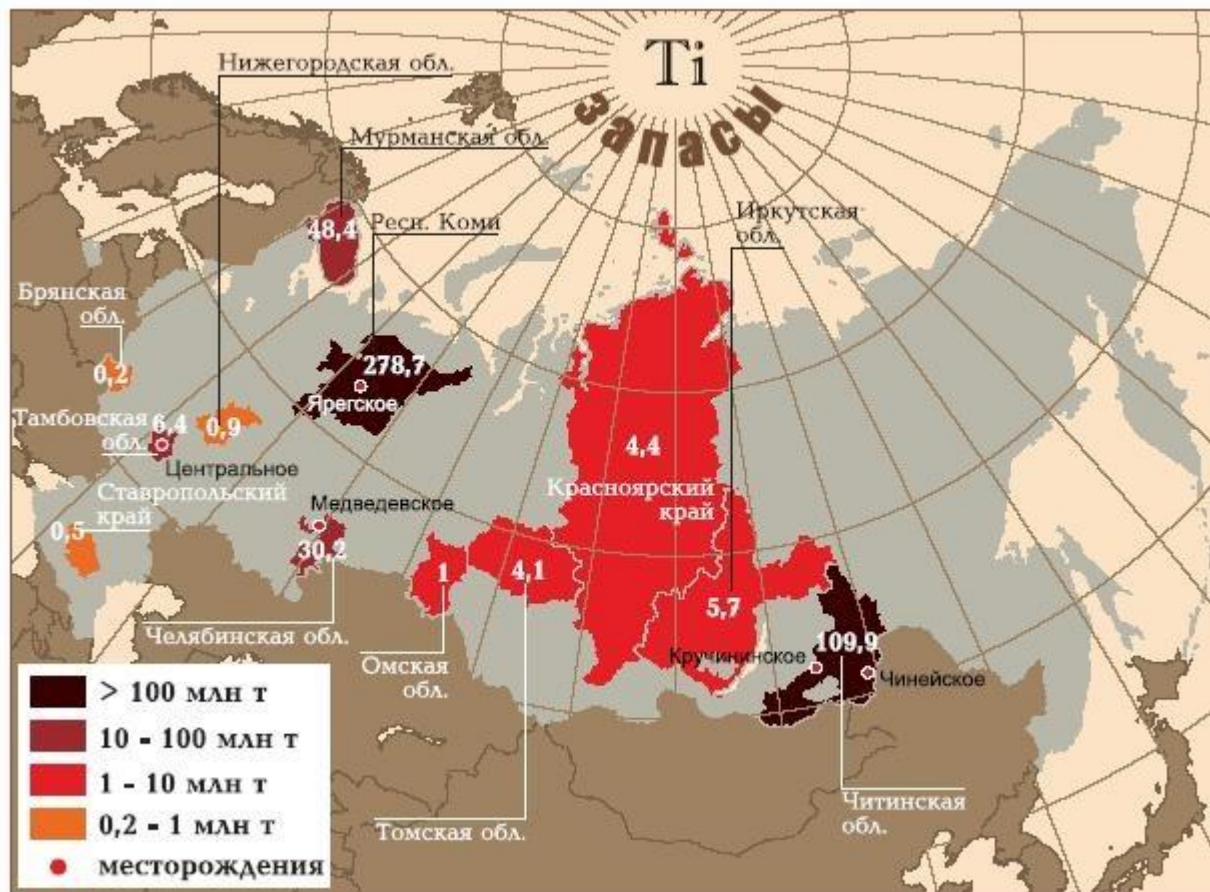 Ti
запасы
Нижегородская обл.
Мурманская обл.
48,4
Иркутская
обл.
Респ. Коми
Брянская
обл.
0,2
278,7
Ярегское
Тамбовская
обл.
6,4
0,9
Центральное
4,4
Красноярский
край
Ставропольский
край
0,5
Медведевское
30,2
1
4,1
5,7
109,9
Кручининское
Чинейское
Челябинская обл.
Омская
обл.
Томская обл.
Читинская
обл.
> 100 млн т
10 - 100 млн т
1 - 10 млн т
0,2 - 1 млн т
месторождения